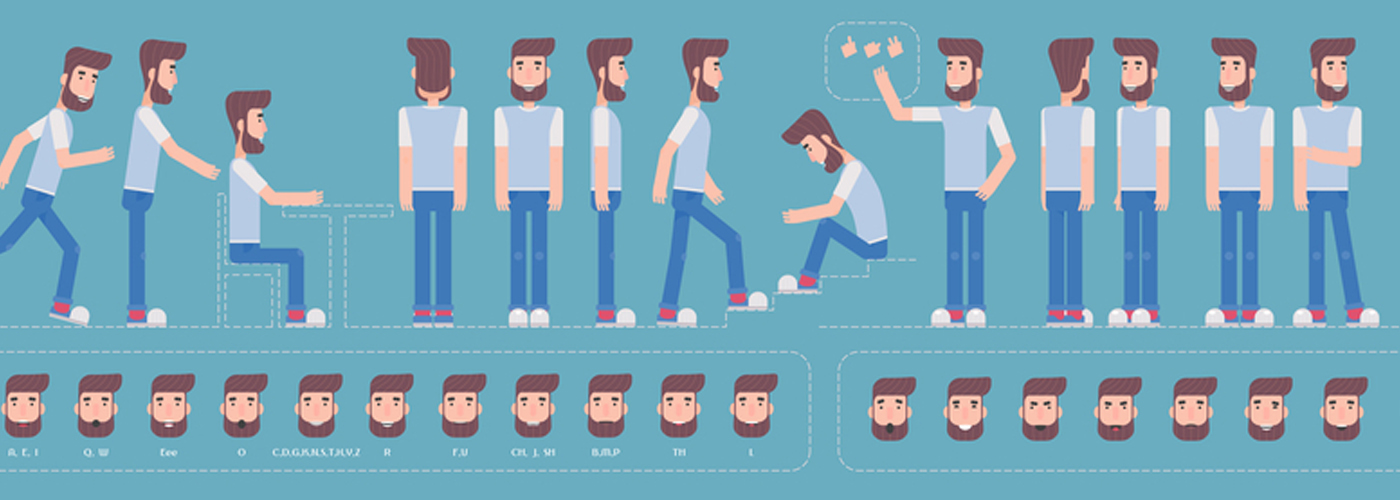 A, E, I
Q, W
Eee
O
C,D,G,K,N,S,T,X,Y,Z
R
F,V
CH, J, SH
B,M,P
TH
L